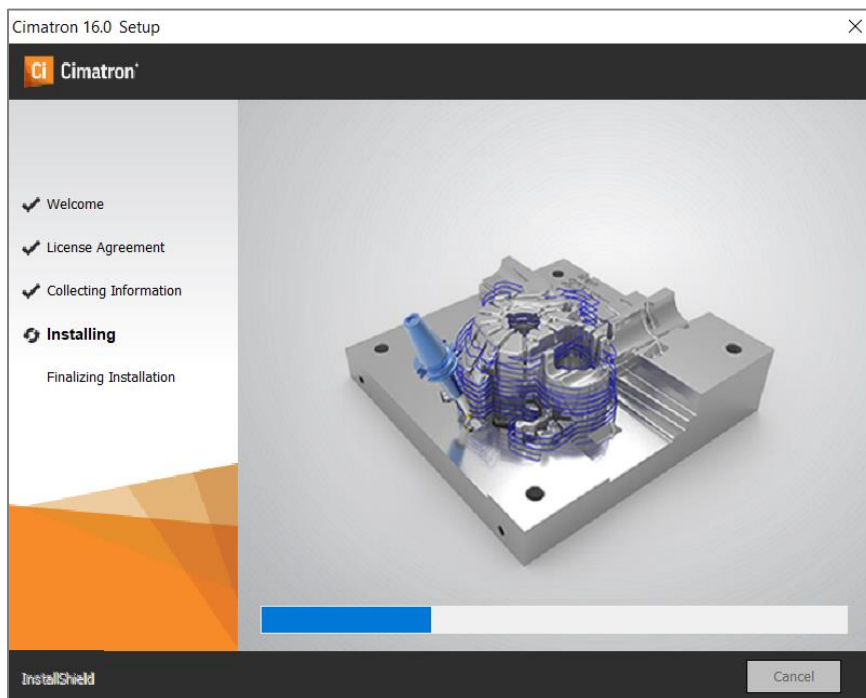 Cimatron 16.0 Setup
Ci Cimatron
Welcome
License Agreement
Collecting Information
Installing
Finalizing Installation
InstallShield
Cancel